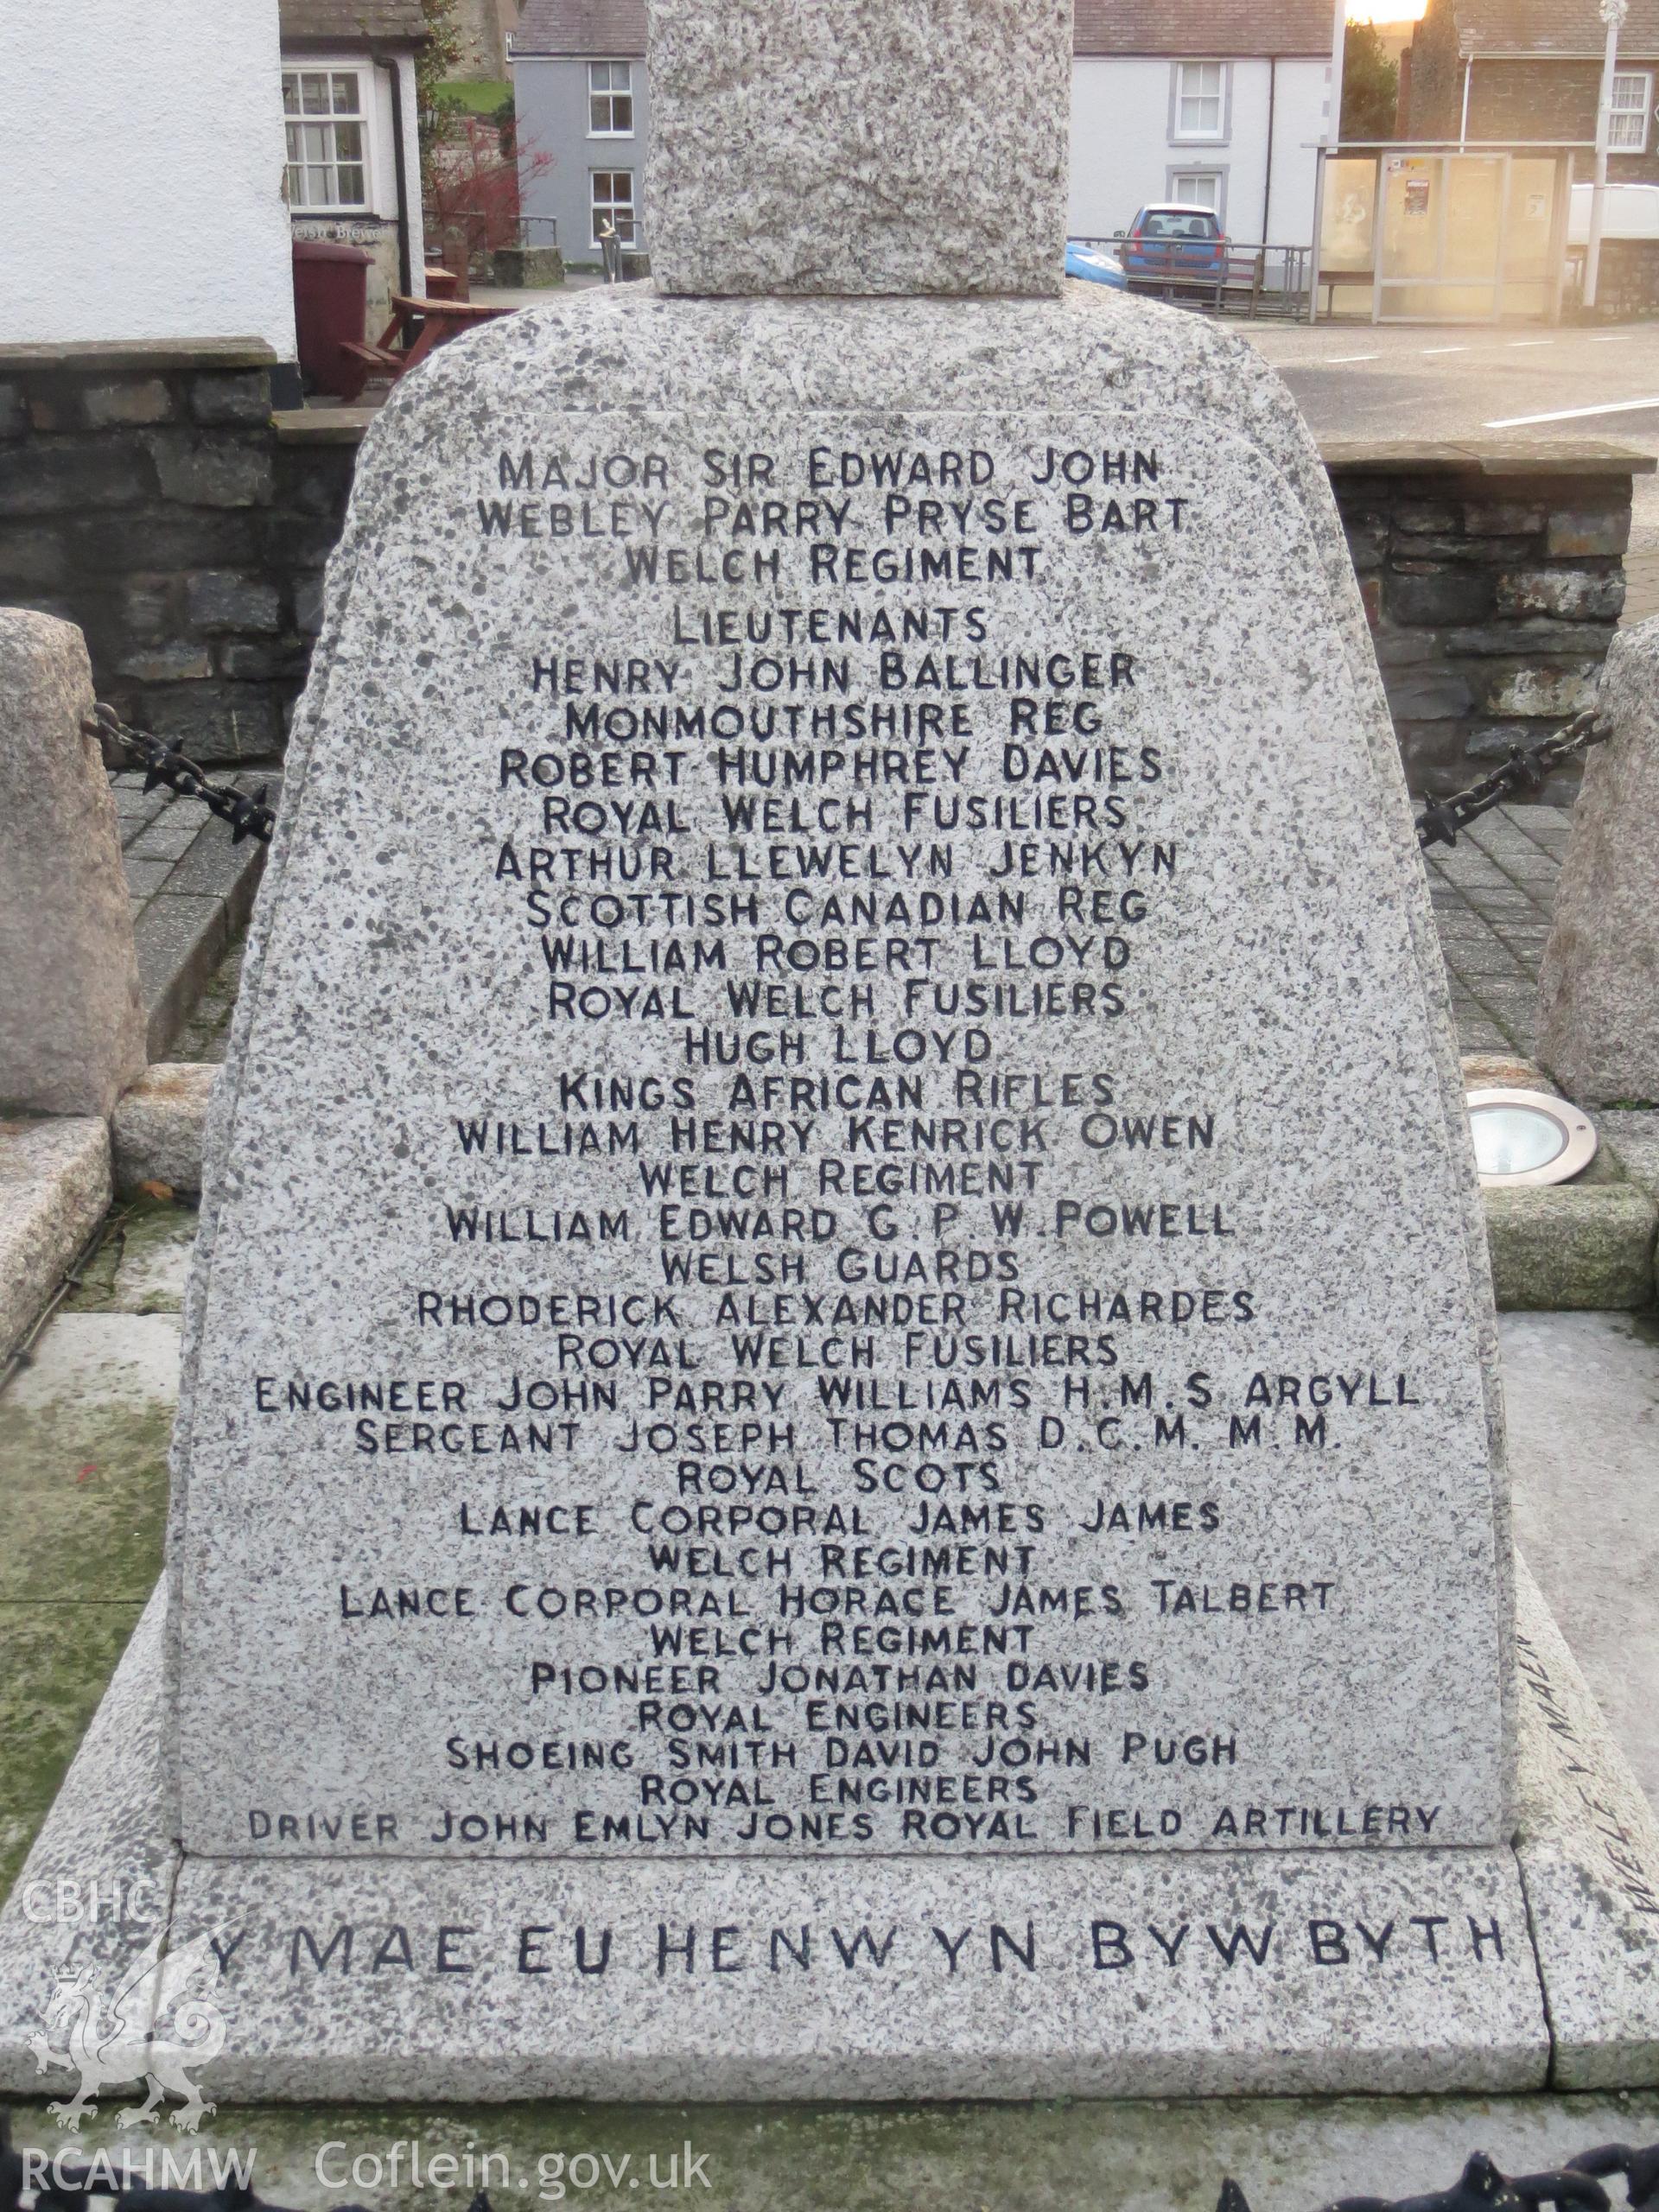 MAJOR SIR EDWARD JOHN
WEBLEY PARRY PRYSE BART
WELCH REGIMENT
LIEUTENANTS
HENRY JOHN BALLINGER
MONMOUTHSHIRE REG
ROBERT HUMPHREY DAVIES
ROYAL WELCH FUSILIERS
ARTHUR LLEWELYN JENKYN
SCOTTISH CANADIAN REG
WILLIAM ROBERT LLOYD
ROYAL WELCH FUSILIERS
HUGH LLOYD
KINGS AFRICAN RIFLES
WILLIAM HENRY KENRICK OWEN
WELCH REGIMENT
WILLIAM EDWARD G. P. W. POWELL
WELSH GUARDS
RHODERICK ALEXANDER RICHARDES
ROYAL WELCH FUSILIERS
ENGINEER JOHN PARRY WILLIAMS H.M.S ARGYLL
SERGEANT JOSEPH THOMAS D.C.M. M.M.
ROYAL SCOTS
LANCE CORPORAL JAMES JAMES
WELCH REGIMENT
LANCE CORPORAL HORACE JAMES TALBERT
WELCH REGIMENT
PIONEER JONATHAN DAVIES
ROYAL ENGINEERS
SHOEING SMITH DAVID JOHN PUGH
ROYAL ENGINEERS
DRIVER JOHN EMLYN JONES ROYAL FIELD ARTILLERY
Y MAE EU HENW YN BYW BYTH
WELE Y MAEN
CBHC
RCAHMW Coflein.gov.uk